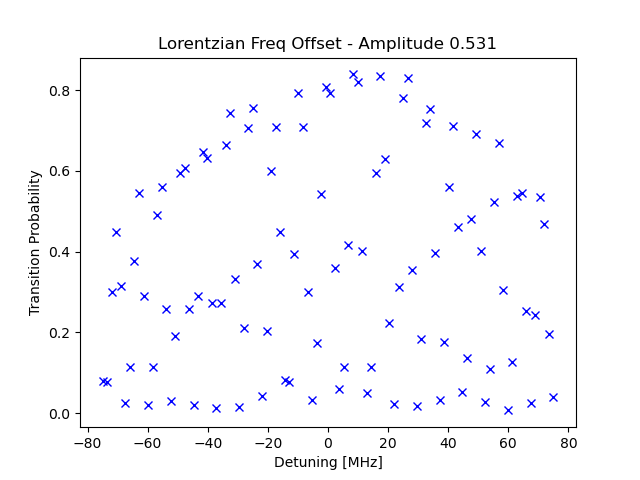 Lorentzian Freq Offset - Amplitude 0.531
Transition Probability
0.8
0.6
0.4
0.2
0.0
−80 −60 −40 −20 0 20 40 60 80
Detuning [MHz]